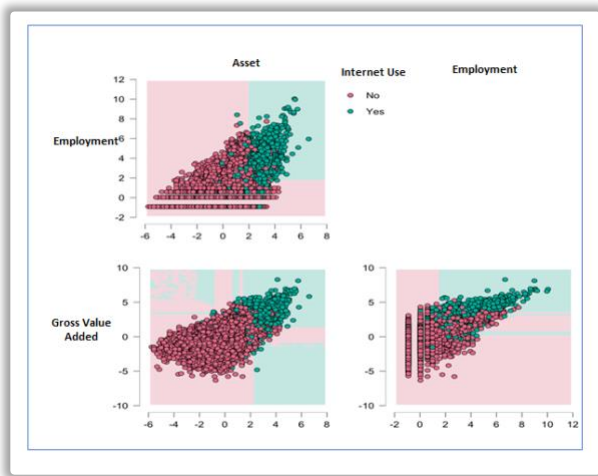 Asset
Internet Use
Employment
No
Yes
Employment
12
10
8
6
4
2
0
-2
-6 -4 -2 0 2 4 6 8
Gross Value
Added
10
5
0
-5
-10
-6 -4 -2 0 2 4 6 8
10
5
0
-5
-10
-2 0 2 4 6 8 10 12